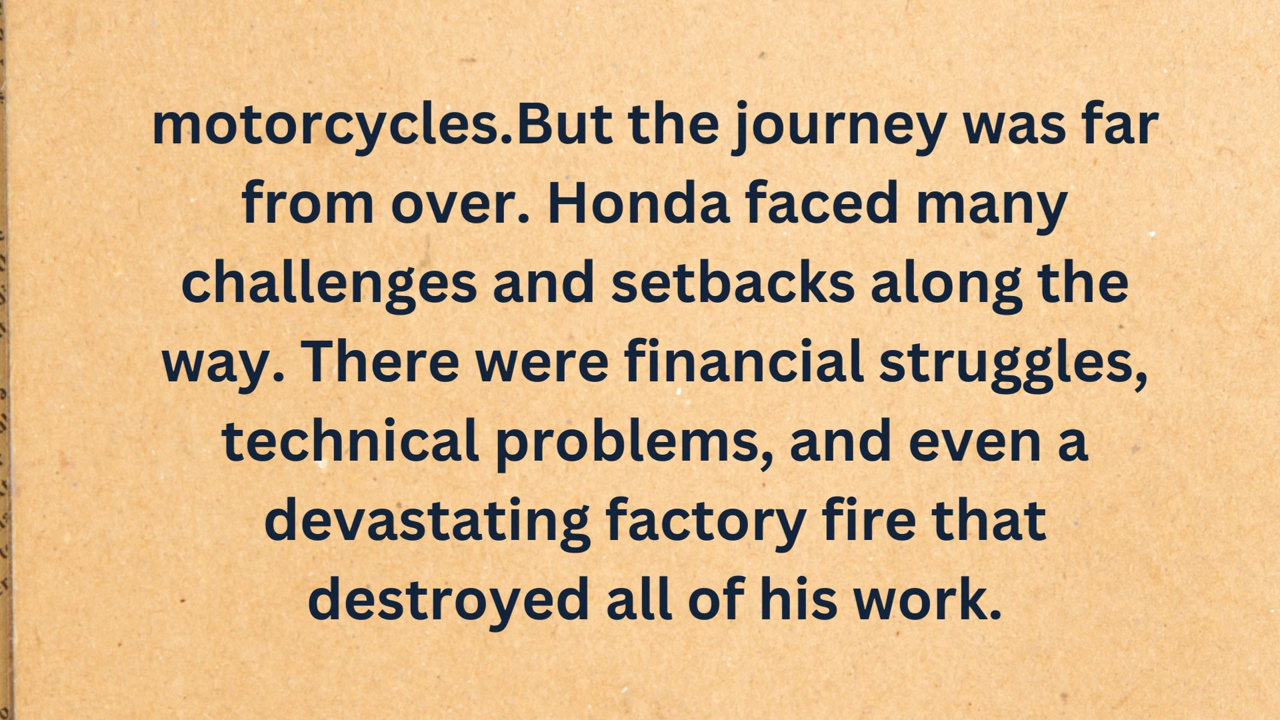 motorcycles.But the journey was far
from over. Honda faced many
challenges and setbacks along the
way. There were financial struggles,
technical problems, and even a
devastating factory fire that
destroyed all of his work.